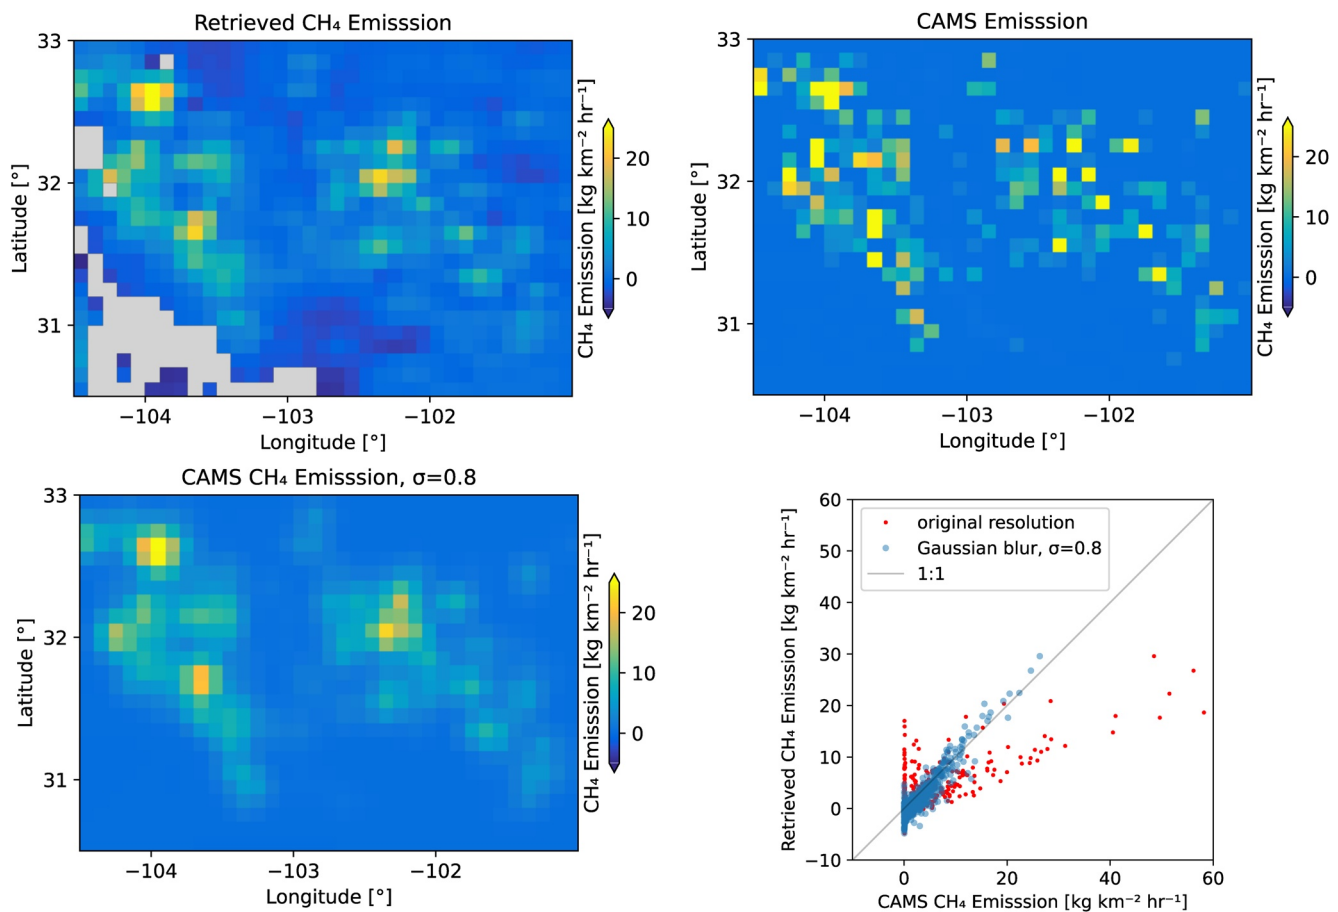 Retrieved CH₄ Emisssion
33
32
31
Latitude [°]
−104
−103
−102
Longitude [°]
20
10
0
CH₄ Emisssion [kg km⁻² hr⁻¹]
CAMS Emisssion
33
32
31
Latitude [°]
−104
−103
−102
Longitude [°]
20
10
0
CH₄ Emisssion [kg km⁻² hr⁻¹]
CAMS CH₄ Emisssion, σ=0.8
33
32
31
Latitude [°]
−104
−103
−102
Longitude [°]
20
10
0
CH₄ Emisssion [kg km⁻² hr⁻¹]
original resolution
Gaussian blur, σ=0.8
1:1
60
50
40
30
20
10
0
−10
Retrieved CH₄ Emisssion [kg km⁻² hr⁻¹]
0
20
40
60
CAMS CH₄ Emisssion [kg km⁻² hr⁻¹]